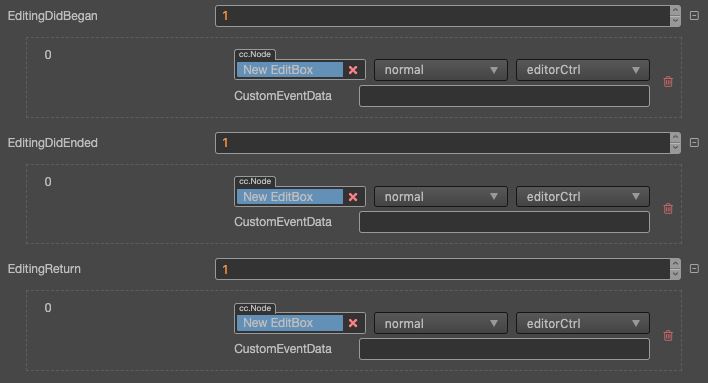 EditingDidBegan 1
0 cc.Node
New EditBox normal editorCtrl
CustomEventData
EditingDidEnded 1
0 cc.Node
New EditBox normal editorCtrl
CustomEventData
EditingReturn 1
0 cc.Node
New EditBox normal editorCtrl
CustomEventData